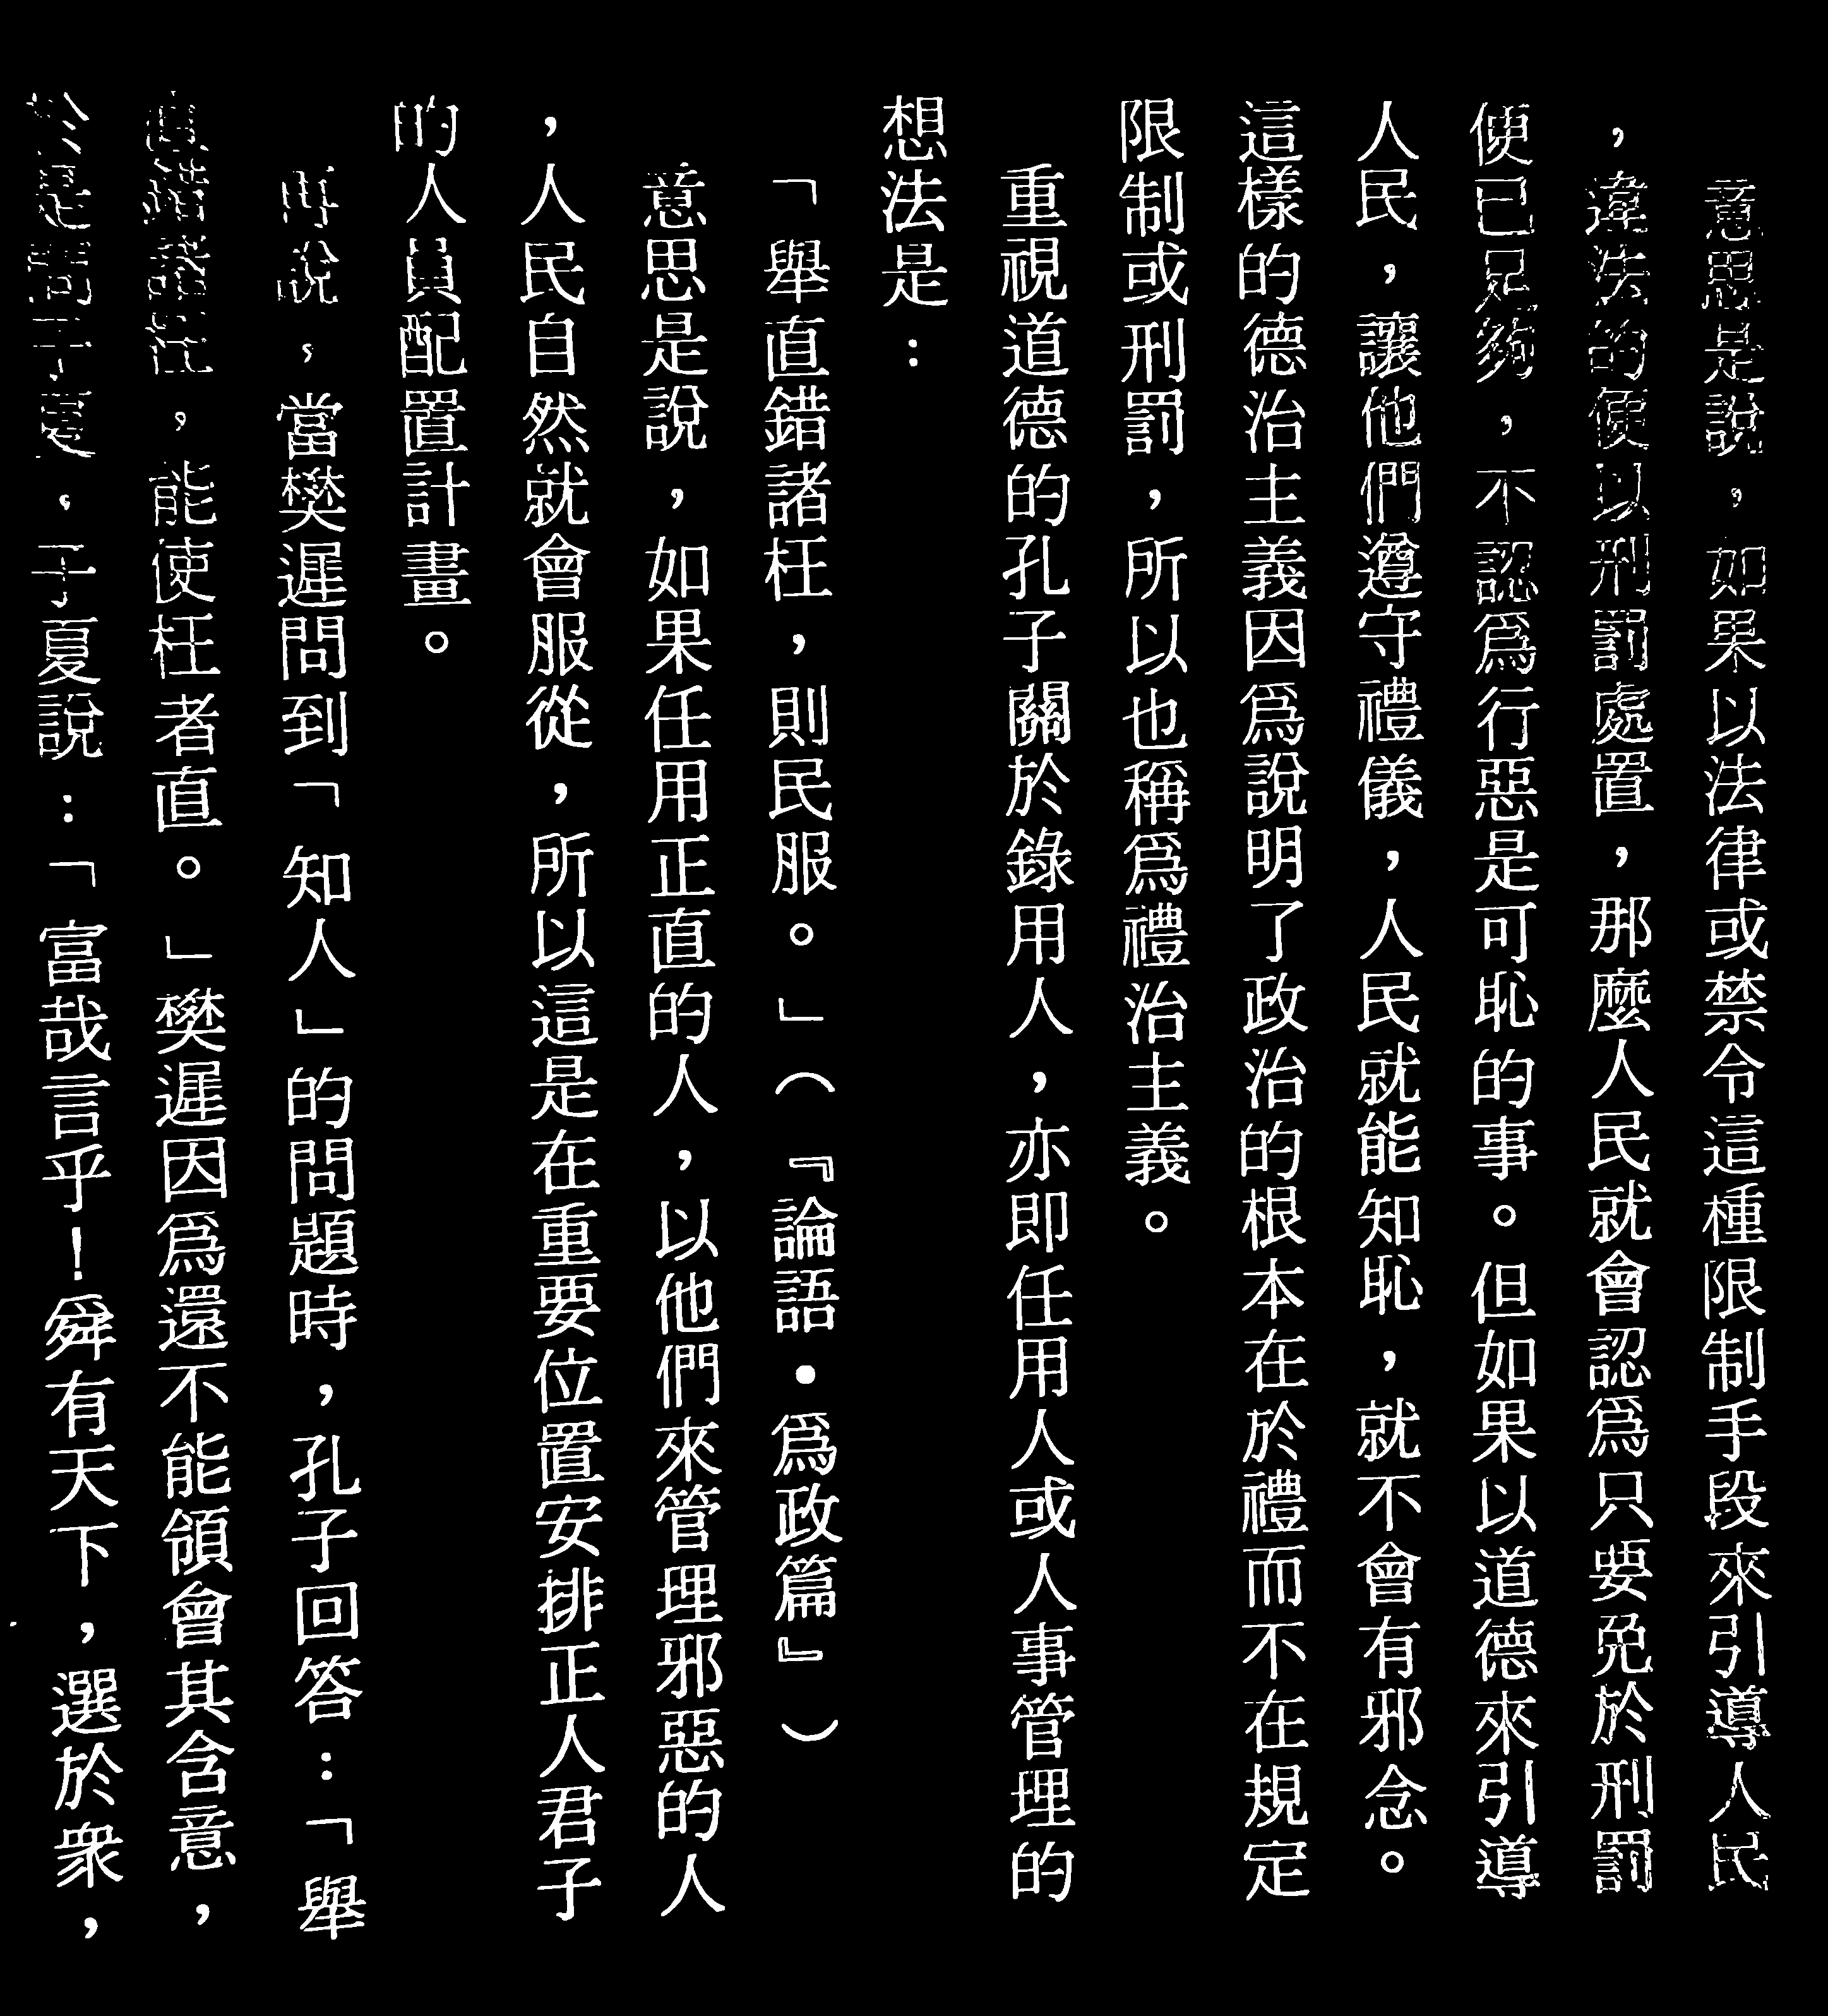 意思是說，如果以法律或禁令這種限制手段來引導人民
，違法的便以刑罰處置，那麼人民就會認爲只要免於刑罰
便已足夠，不認爲行惡是可恥的事。但如果以道德來引導
人民，讓他們遵守禮儀，人民就能知恥，就不會有邪念。
這樣的德治主義因爲說明了政治的根本在於禮而不在規定
限制或刑罰，所以也稱爲禮治主義。
重視道德的孔子關於錄用人，亦即任用人或人事管理的
想法是：
「舉直錯諸枉，則民服。」（『論語・爲政篇』）
意思是說，如果任用正直的人，以他們來管理邪惡的人
，人民自然就會服從，所以這是在重要位置安排正人君子
的人員配置計畫。
再說，當樊遲問到「知人」的問題時，孔子回答：「舉
直錯諸枉，能使枉者直。」樊遲因爲還不能領會其含意，
於是問子夏，子夏說：「富哉言乎！舜有天下，選於衆，